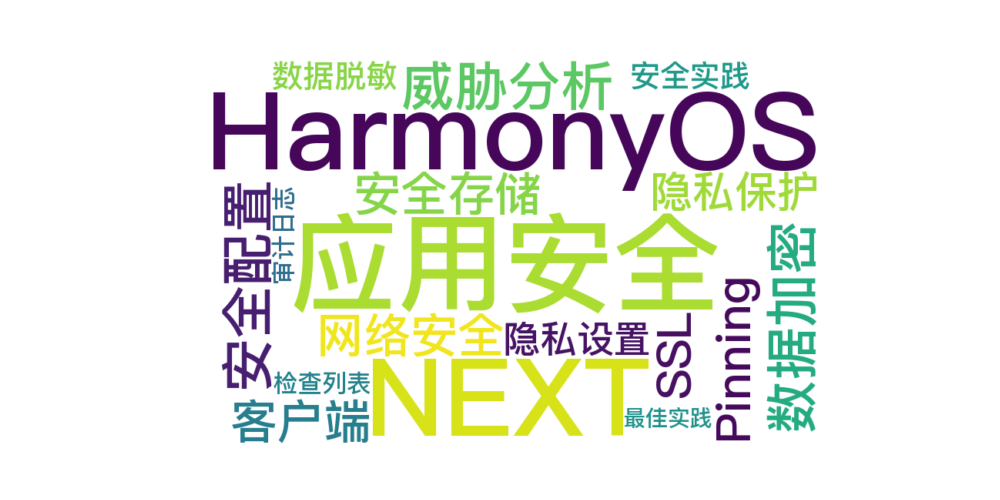 数据脱敏
威胁分析
安全实践
HarmonyOS
安全存储
隐私保护
安全配置
审计日志
应用安全
数据加密
网络安全
隐私设置
SSL
Pinning
NEXT
检查列表
客户端
最佳实践